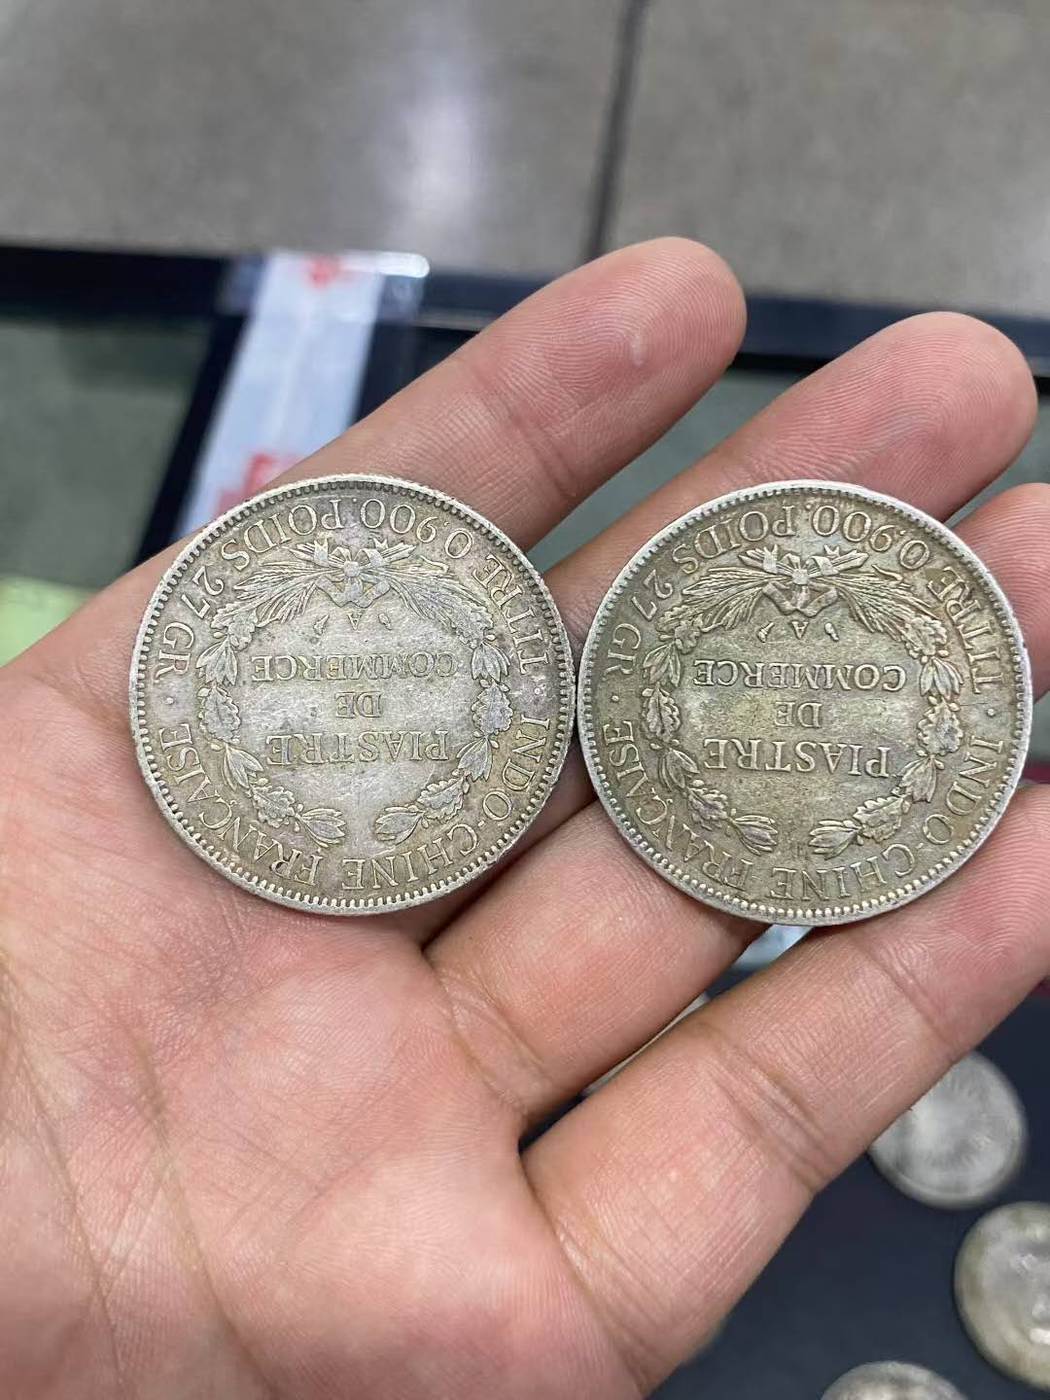 INDO-CHINE FRANÇAISE
PIASTRE
DE
COMMERCE
A
TITRE 0,900. POIDS 27 GR.
INDO-CHINE FRANÇAISE
PIASTRE
DE
COMMERCE
A
TITRE 0,900. POIDS 27 GR.